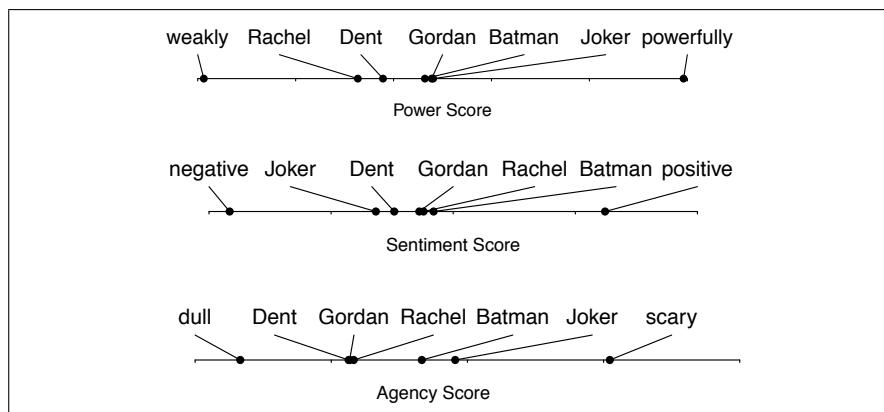 weakly Rachel Dent Gordan Batman Joker powerfully
Power Score
negative Joker Dent Gordan Rachel Batman positive
Sentiment Score
dull Dent Gordan Rachel Batman Joker scary
Agency Score